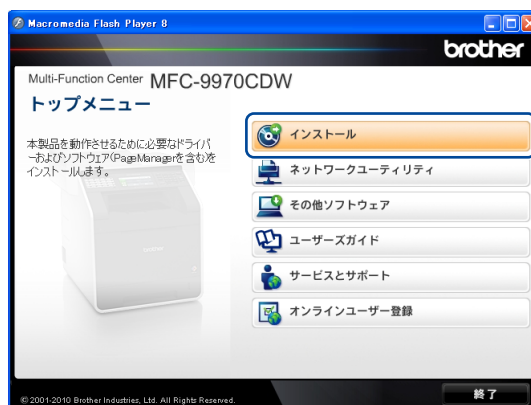 Macromedia Flash Player 8
brother
Multi-Function Center MFC-9970CDW
トップメニュー
本製品を動作させるために必要なドライバ
ーおよびソフトウェア(PageManagerを含む)を
インストールします。
インストール
ネットワークユーティリティ
その他ソフトウェア
ユーザーズガイド
サービスとサポート
オンラインユーザー登録
© 2001-2010 Brother Industries, Ltd. All Rights Reserved.
終了